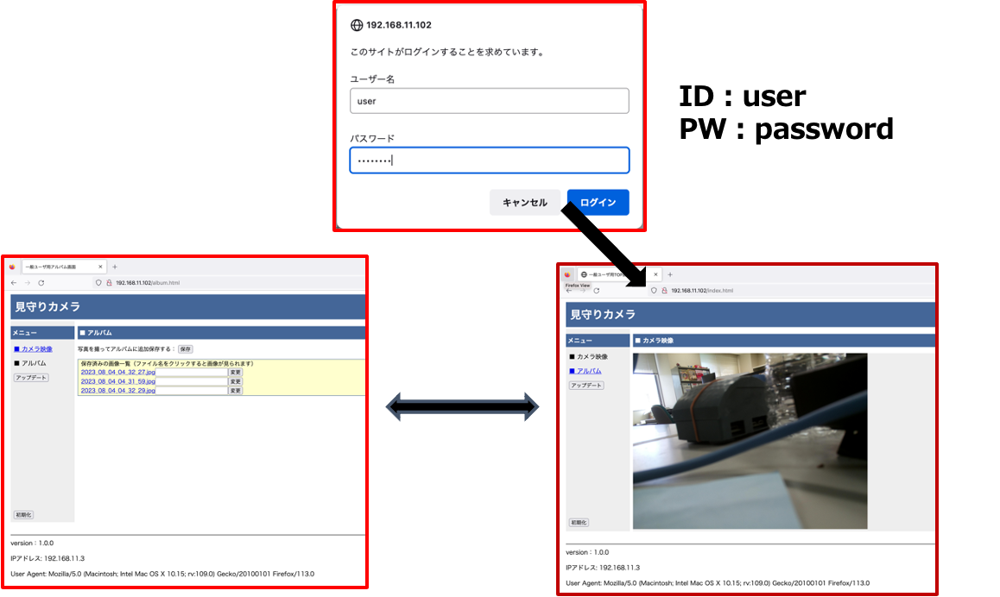 192.168.11.102
このサイトがログインすることを求めています。
ユーザー名
user
パスワード
••••••••
キャンセル
ログイン
ID : user
PW : password
一般ユーザ用アルバム画面
192.168.11.102/album.html
見守りカメラ
メニュー
■ カメラ映像
■ アルバム
アップデート
初期化
■ アルバム
写真を撮ってアルバムに追加保存する： 保存
保存済みの画像一覧（ファイル名をクリックすると画像が見られます）
2023_08_04_04_32_27.jpg 変更
2023_08_04_04_31_59.jpg 変更
2023_08_04_04_32_29.jpg 変更
version：1.0.0
IPアドレス: 192.168.11.3
User Agent: Mozilla/5.0 (Macintosh; Intel Mac OS X 10.15; rv:109.0) Gecko/20100101 Firefox/113.0
一般ユーザ用TOP
Firefox View
192.168.11.102/index.html
見守りカメラ
メニュー
■ カメラ映像
■ アルバム
アップデート
初期化
■ カメラ映像
version：1.0.0
IPアドレス: 192.168.11.3
User Agent: Mozilla/5.0 (Macintosh; Intel Mac OS X 10.15; rv:109.0) Gecko/20100101 Firefox/113.0